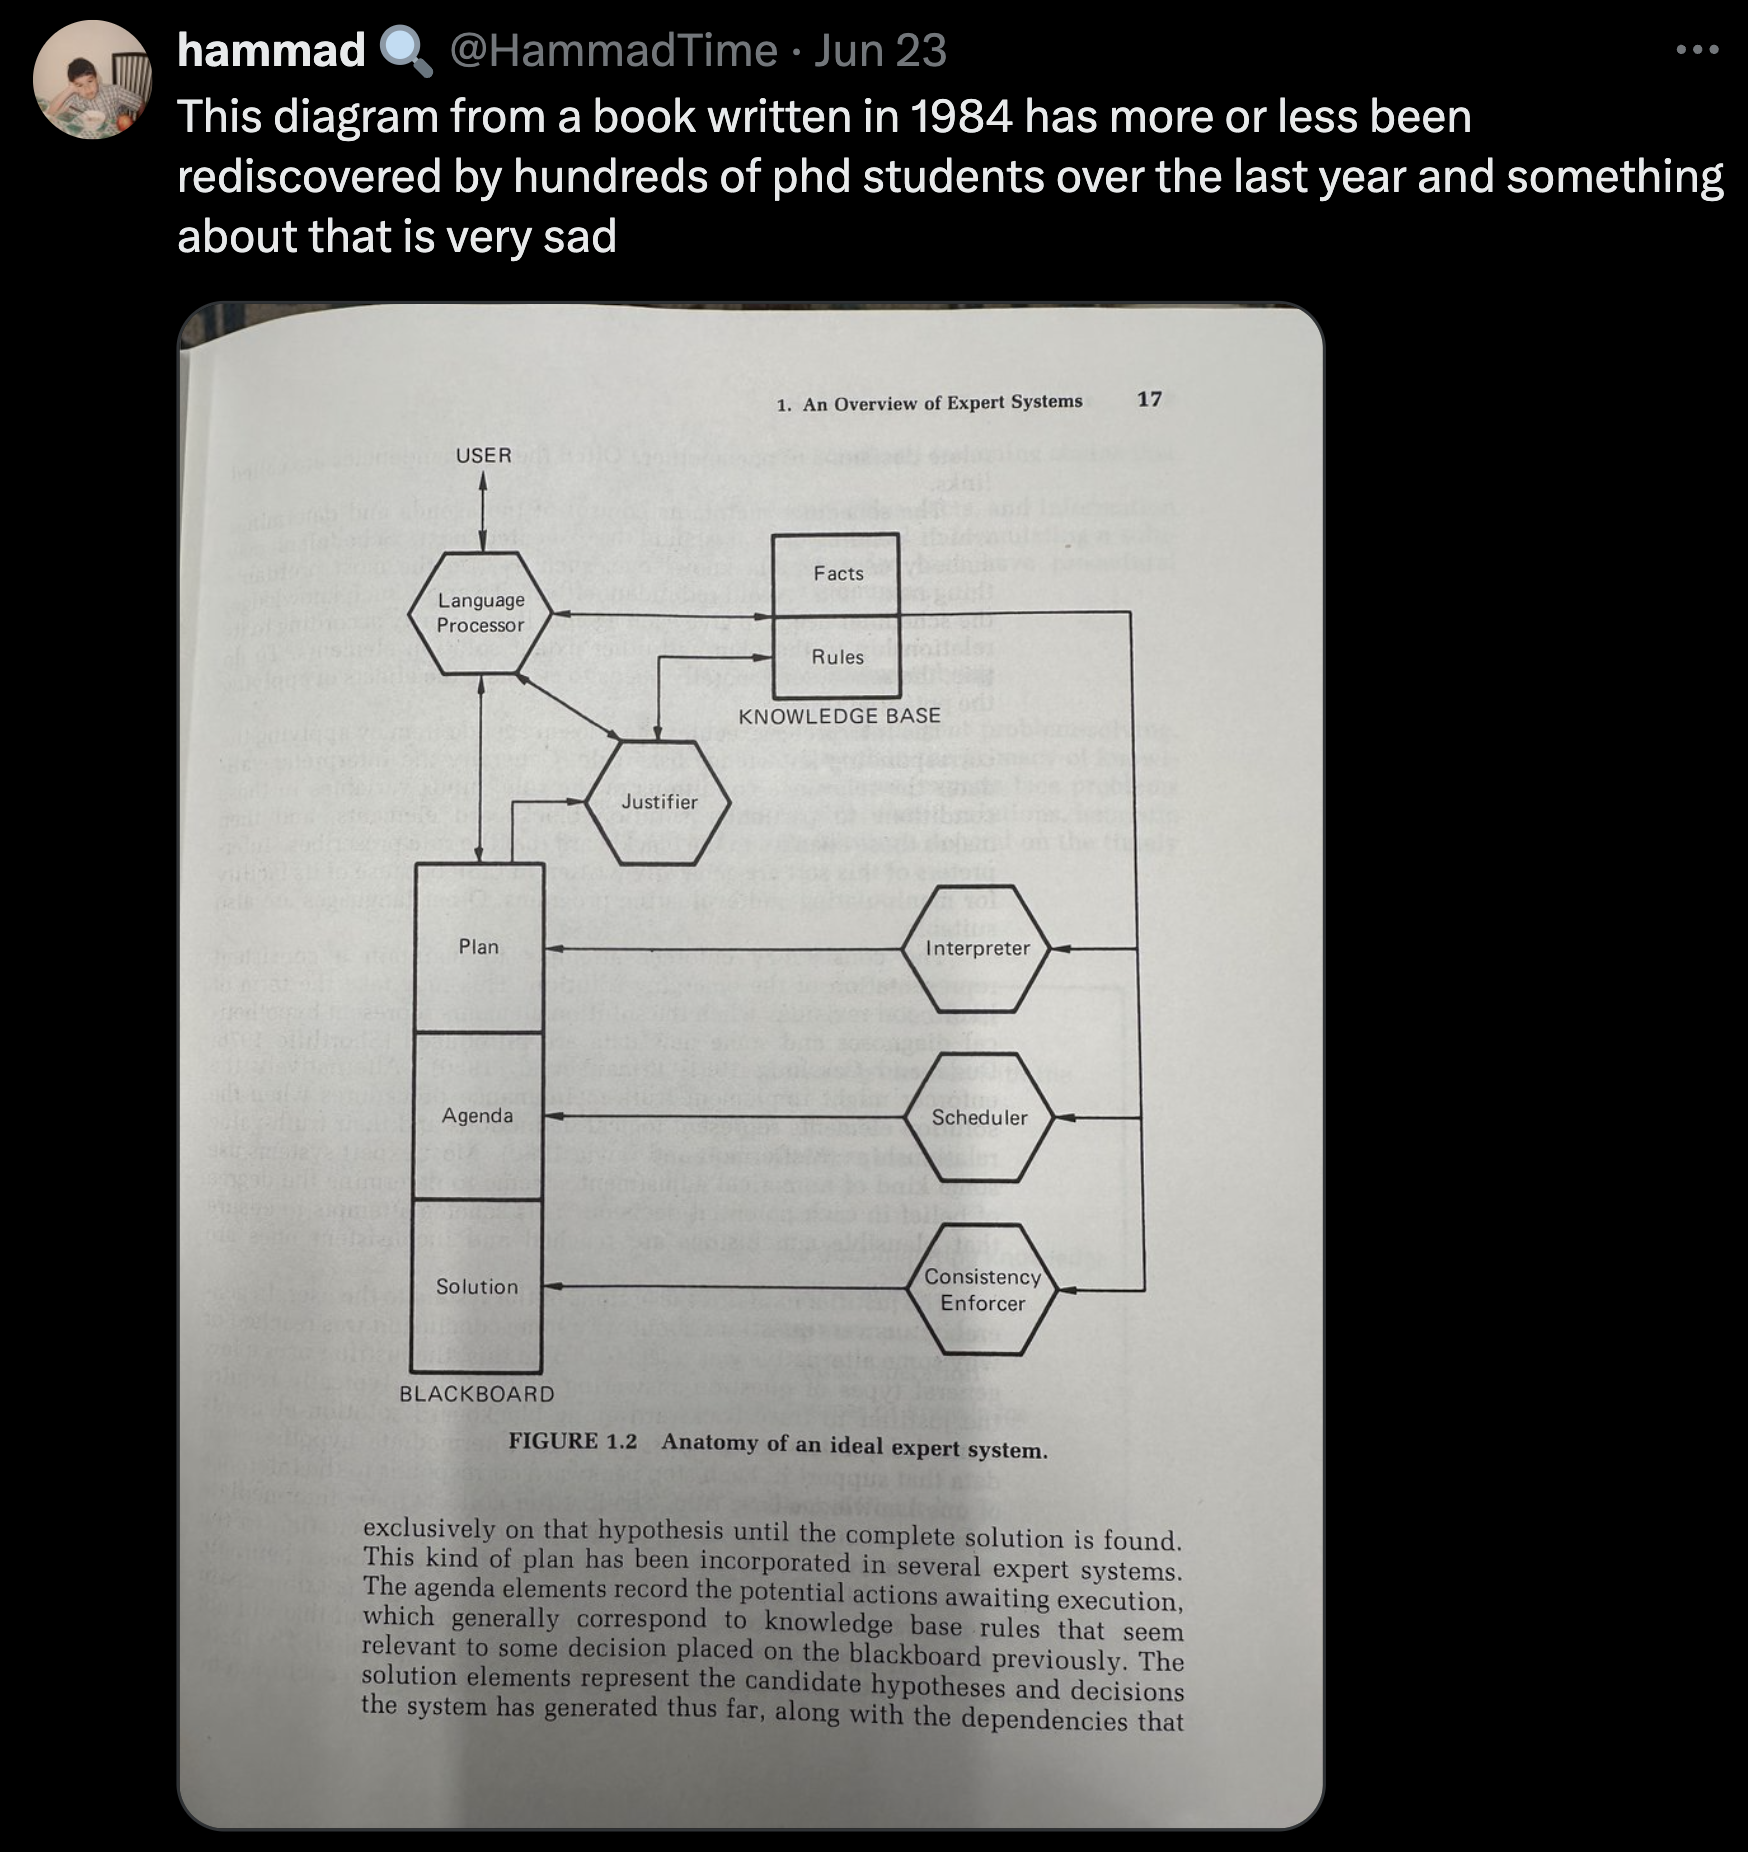 hammad 🔍 @HammadTime · Jun 23
This diagram from a book written in 1984 has more or less been
rediscovered by hundreds of phd students over the last year and something
about that is very sad
1. An Overview of Expert Systems 17
USER
Language
Processor
Facts
Rules
KNOWLEDGE BASE
Justifier
Plan
Interpreter
Agenda
Scheduler
Solution
Consistency
Enforcer
BLACKBOARD
FIGURE 1.2 Anatomy of an ideal expert system.
exclusively on that hypothesis until the complete solution is found.
This kind of plan has been incorporated in several expert systems.
The agenda elements record the potential actions awaiting execution,
which generally correspond to knowledge base rules that seem
relevant to some decision placed on the blackboard previously. The
solution elements represent the candidate hypotheses and decisions
the system has generated thus far, along with the dependencies that